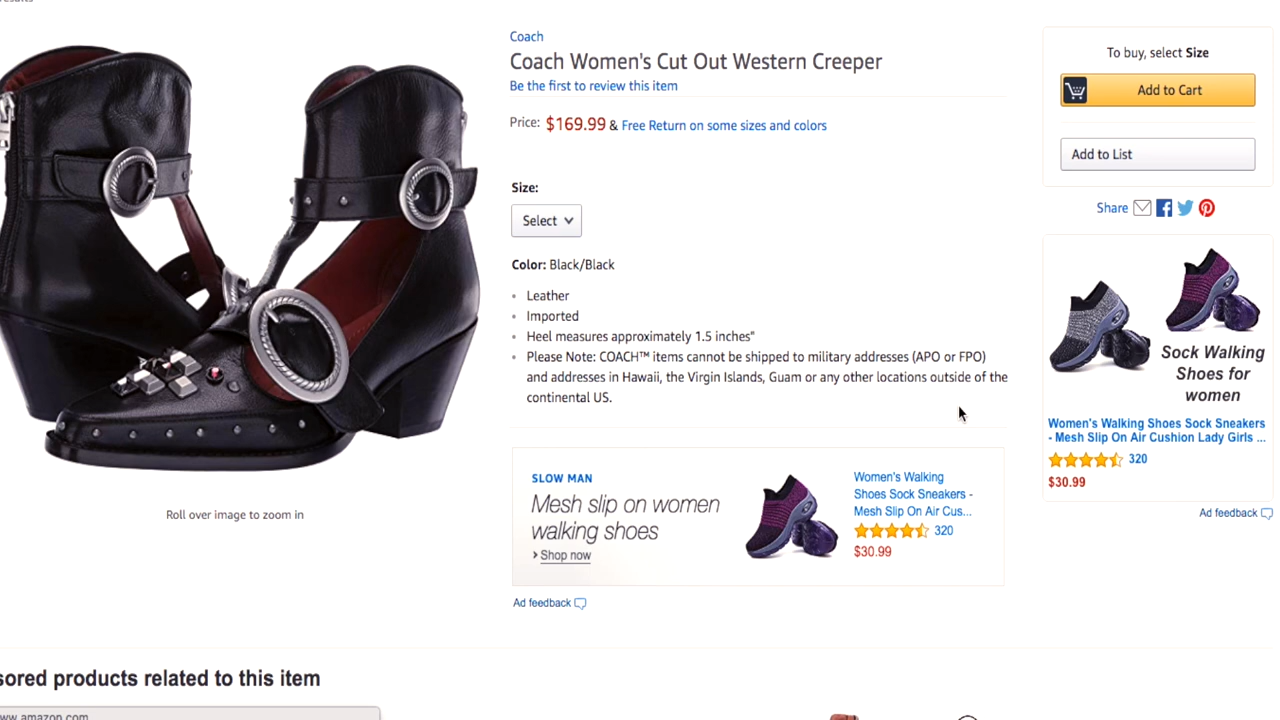 Coach
Coach Women's Cut Out Western Creeper
Be the first to review this item
Price: $169.99 & Free Return on some sizes and colors
Size:
Select
Color: Black/Black
Leather
Imported
Heel measures approximately 1.5 inches"
Please Note: COACH™ items cannot be shipped to military addresses (APO or FPO)
and addresses in Hawaii, the Virgin Islands, Guam or any other locations outside of the
continental US.
Roll over image to zoom in
SLOW MAN
Mesh slip on women
walking shoes
› Shop now
Women's Walking
Shoes Sock Sneakers -
Mesh Slip On Air Cus...
320
$30.99
Ad feedback
To buy, select Size
Add to Cart
Add to List
Share
Sock Walking
Shoes for
women
Women's Walking Shoes Sock Sneakers
- Mesh Slip On Air Cushion Lady Girls ...
320
$30.99
Ad feedback
sored products related to this item
ww.amazon.com